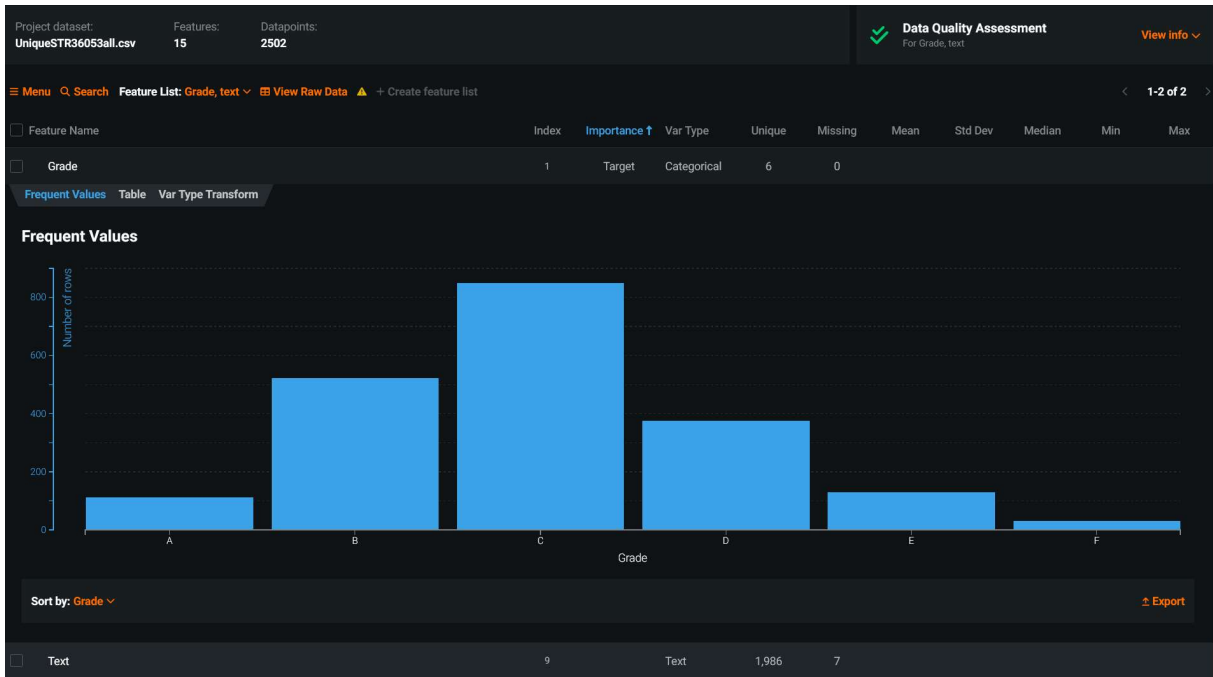 Project dataset: Features: Datapoints:
UniqueSTR36053all.csv 15 2502
Data Quality Assessment
For Grade, text
View info
Menu Search Feature List: Grade, text View Raw Data + Create feature list
1-2 of 2
Feature Name Index Importance ↑ Var Type Unique Missing Mean Std Dev Median Min Max
Grade 1 Target Categorical 6 0
Frequent Values Table Var Type Transform
Frequent Values
Number of rows
800
600
400
200
0
A B C D E F
Grade
Sort by: Grade
Export
Text 9 Text 1,986 7